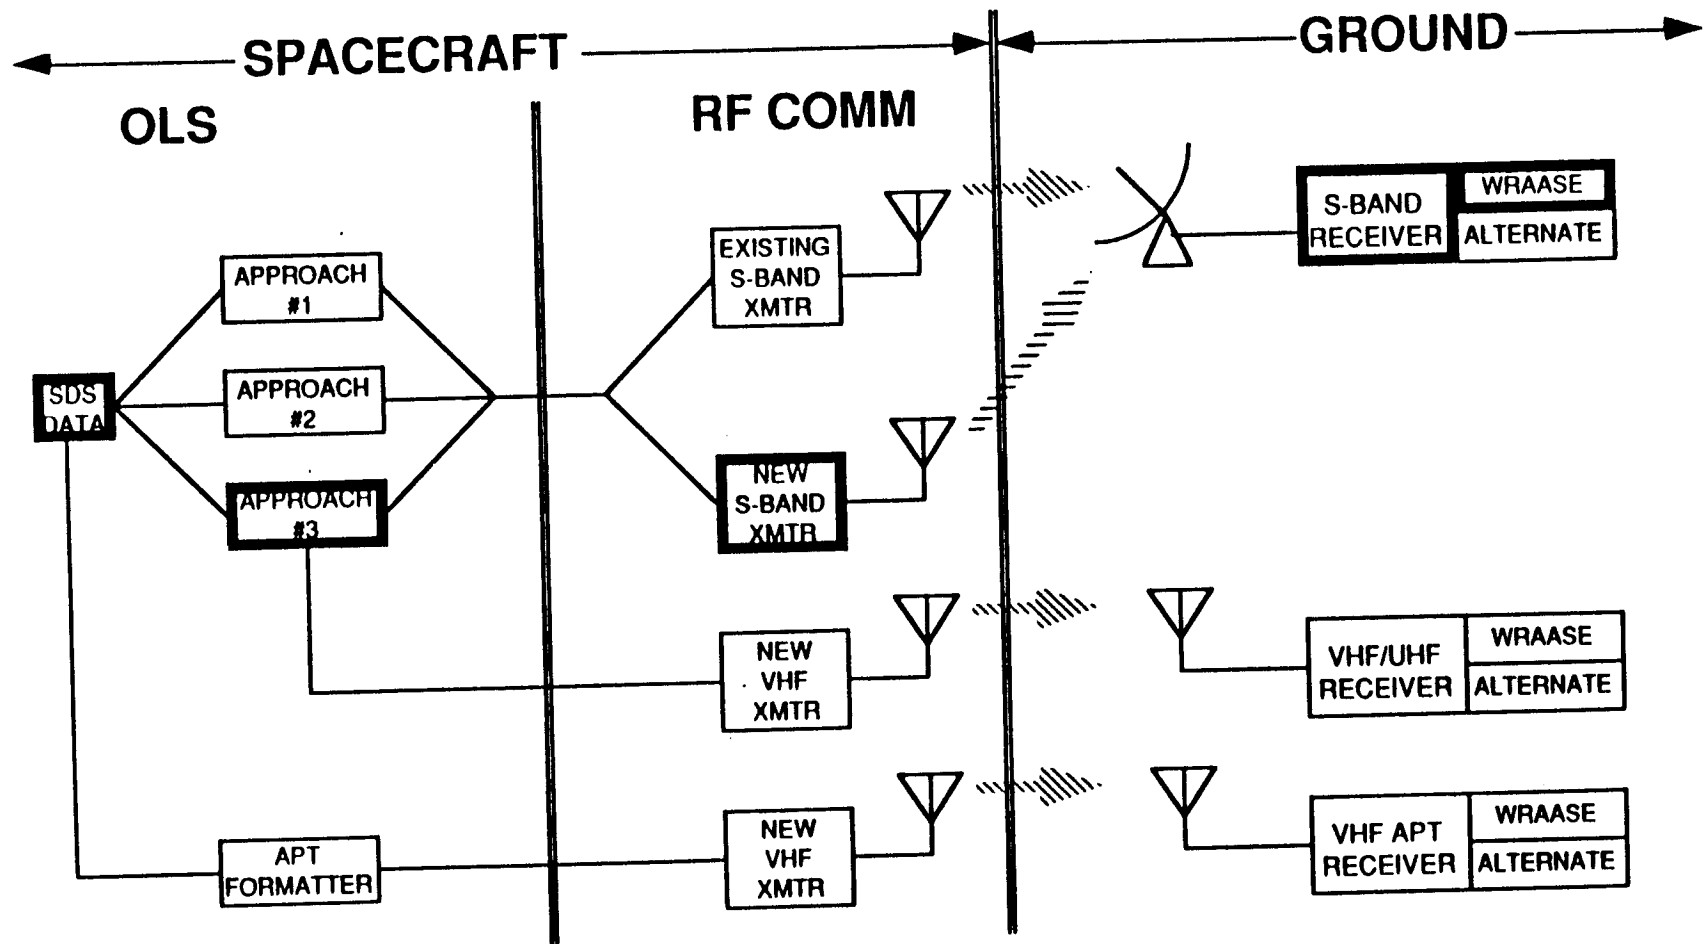 SPACECRAFT
GROUND
OLS
RF COMM
EXISTING
S-BAND
XMTR
S-BAND
RECEIVER
WRAASE
ALTERNATE
APPROACH
#1
SDS
DATA
APPROACH
#2
APPROACH
#3
NEW
S-BAND
XMTR
NEW
VHF
XMTR
VHF/UHF
RECEIVER
WRAASE
ALTERNATE
APT
FORMATTER
NEW
VHF
XMTR
VHF APT
RECEIVER
WRAASE
ALTERNATE